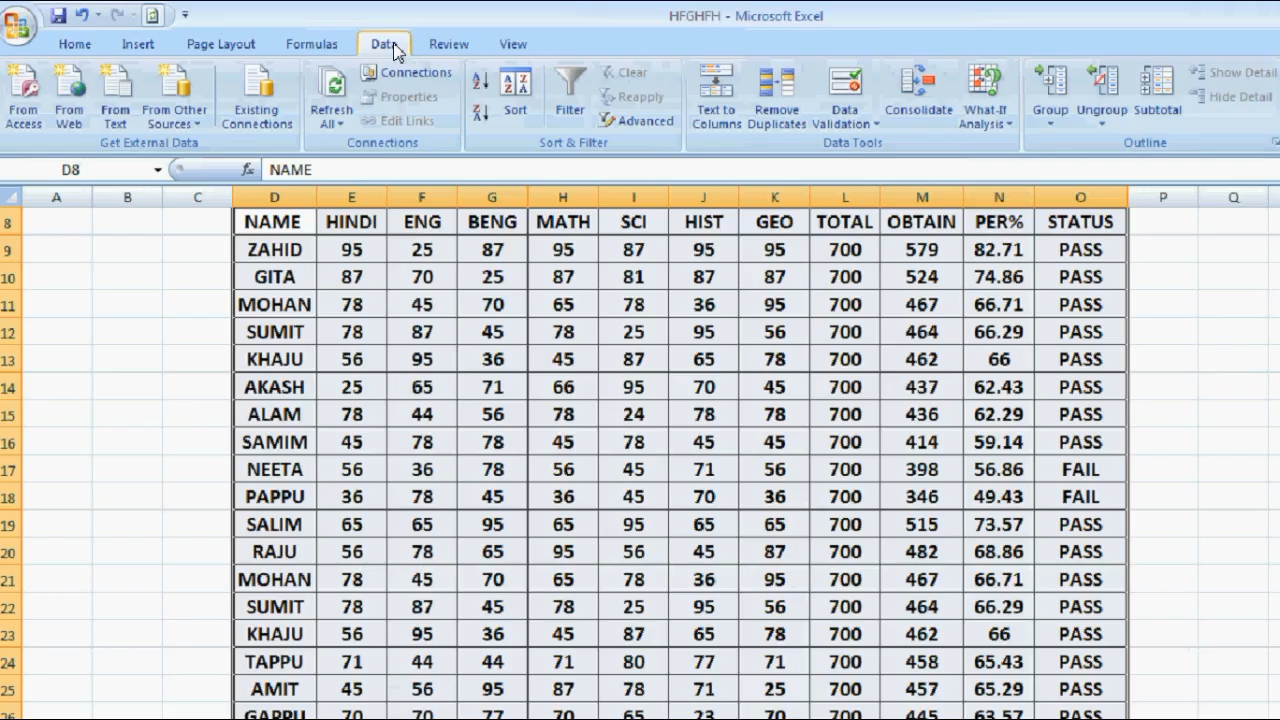 HFGHFH - Microsoft Excel
Home Insert Page Layout Formulas Data Review View
From Access From Web From Text From Other Sources Existing Connections
Get External Data
Refresh All Connections Properties Edit Links
Connections
Sort Filter Clear Reapply Advanced
Sort & Filter
Text to Columns Remove Duplicates Data Validation Consolidate What-If Analysis
Data Tools
Group Ungroup Subtotal Show Detail Hide Detail
Outline
D8 fx NAME
A B C D E F G H I J K L M N O P Q
8 NAME HINDI ENG BENG MATH SCI HIST GEO TOTAL OBTAIN PER% STATUS
9 ZAHID 95 25 87 95 87 95 95 700 579 82.71 PASS
10 GITA 87 70 25 87 81 87 87 700 524 74.86 PASS
11 MOHAN 78 45 70 65 78 36 95 700 467 66.71 PASS
12 SUMIT 78 87 45 78 25 95 56 700 464 66.29 PASS
13 KHAJU 56 95 36 45 87 65 78 700 462 66 PASS
14 AKASH 25 65 71 66 95 70 45 700 437 62.43 PASS
15 ALAM 78 44 56 78 24 78 78 700 436 62.29 PASS
16 SAMIM 45 78 78 45 78 45 45 700 414 59.14 PASS
17 NEETA 56 36 78 56 45 71 56 700 398 56.86 FAIL
18 PAPPU 36 78 45 36 45 70 36 700 346 49.43 FAIL
19 SALIM 65 65 95 65 95 65 65 700 515 73.57 PASS
20 RAJU 56 78 65 95 56 45 87 700 482 68.86 PASS
21 MOHAN 78 45 70 65 78 36 95 700 467 66.71 PASS
22 SUMIT 78 87 45 78 25 95 56 700 464 66.29 PASS
23 KHAJU 56 95 36 45 87 65 78 700 462 66 PASS
24 TAPPU 71 44 44 71 80 77 71 700 458 65.43 PASS
25 AMIT 45 56 95 87 78 71 25 700 457 65.29 PASS
26 GAPPU 70 70 77 70 65 23 70 700 445 63.57 PASS